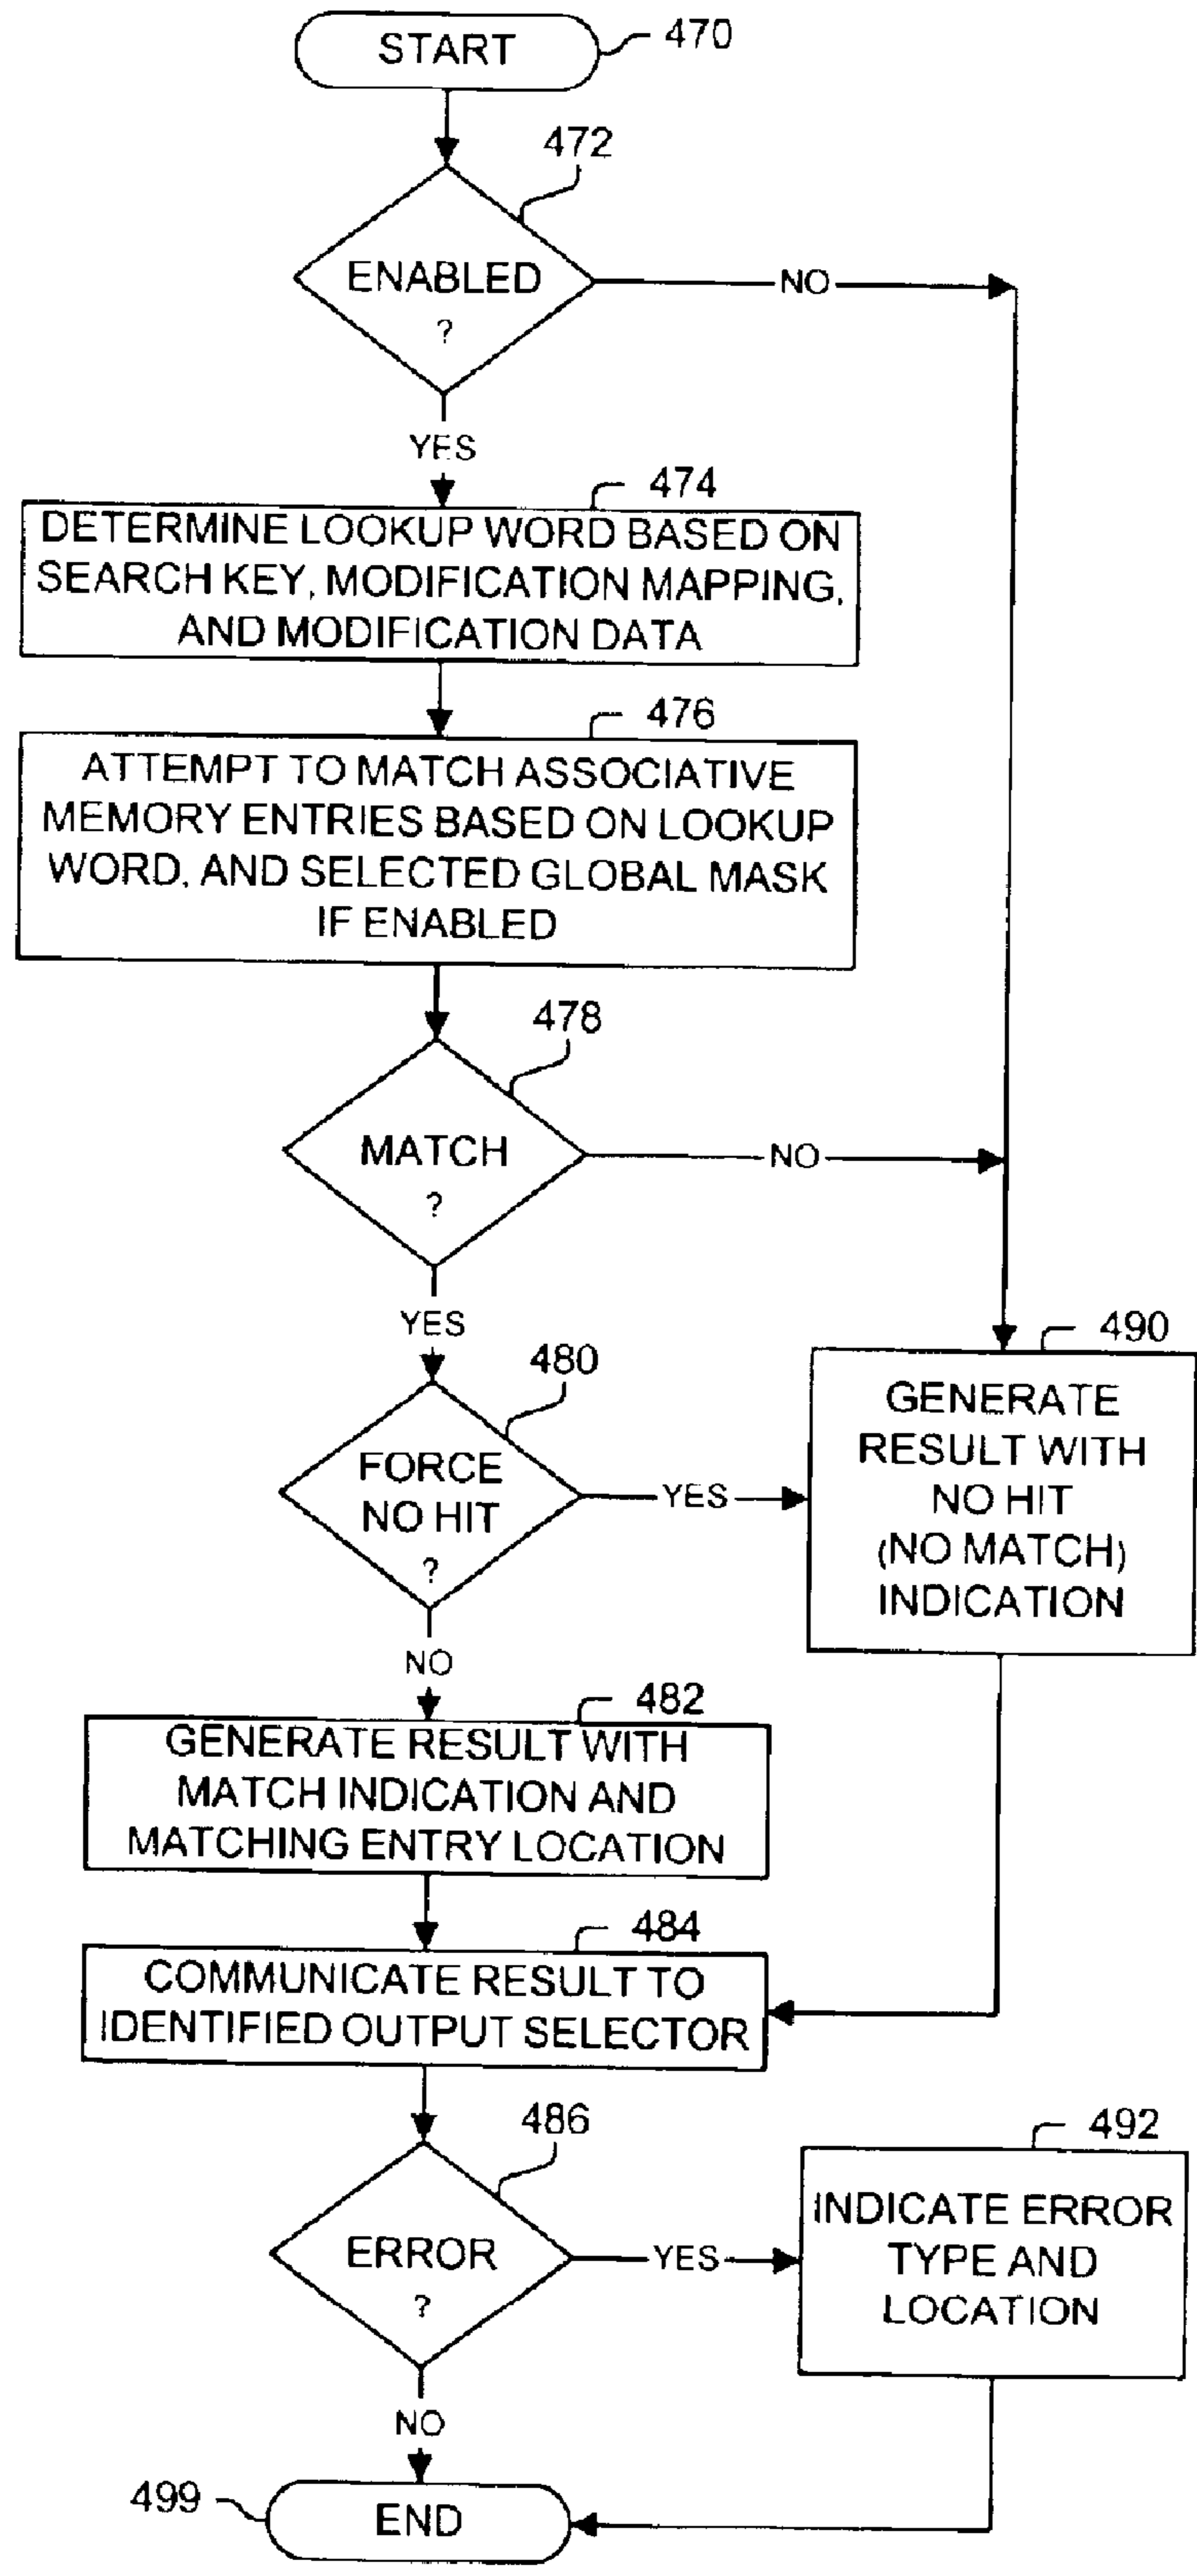 START
470
472
ENABLED
?
NO
YES
474
DETERMINE LOOKUP WORD BASED ON
SEARCH KEY, MODIFICATION MAPPING,
AND MODIFICATION DATA
476
ATTEMPT TO MATCH ASSOCIATIVE
MEMORY ENTRIES BASED ON LOOKUP
WORD, AND SELECTED GLOBAL MASK
IF ENABLED
478
MATCH
?
NO
YES
480
FORCE
NO HIT
?
YES
490
GENERATE
RESULT WITH
NO HIT
(NO MATCH)
INDICATION
NO
482
GENERATE RESULT WITH
MATCH INDICATION AND
MATCHING ENTRY LOCATION
484
COMMUNICATE RESULT TO
IDENTIFIED OUTPUT SELECTOR
486
ERROR
?
YES
492
INDICATE ERROR
TYPE AND
LOCATION
NO
499
END